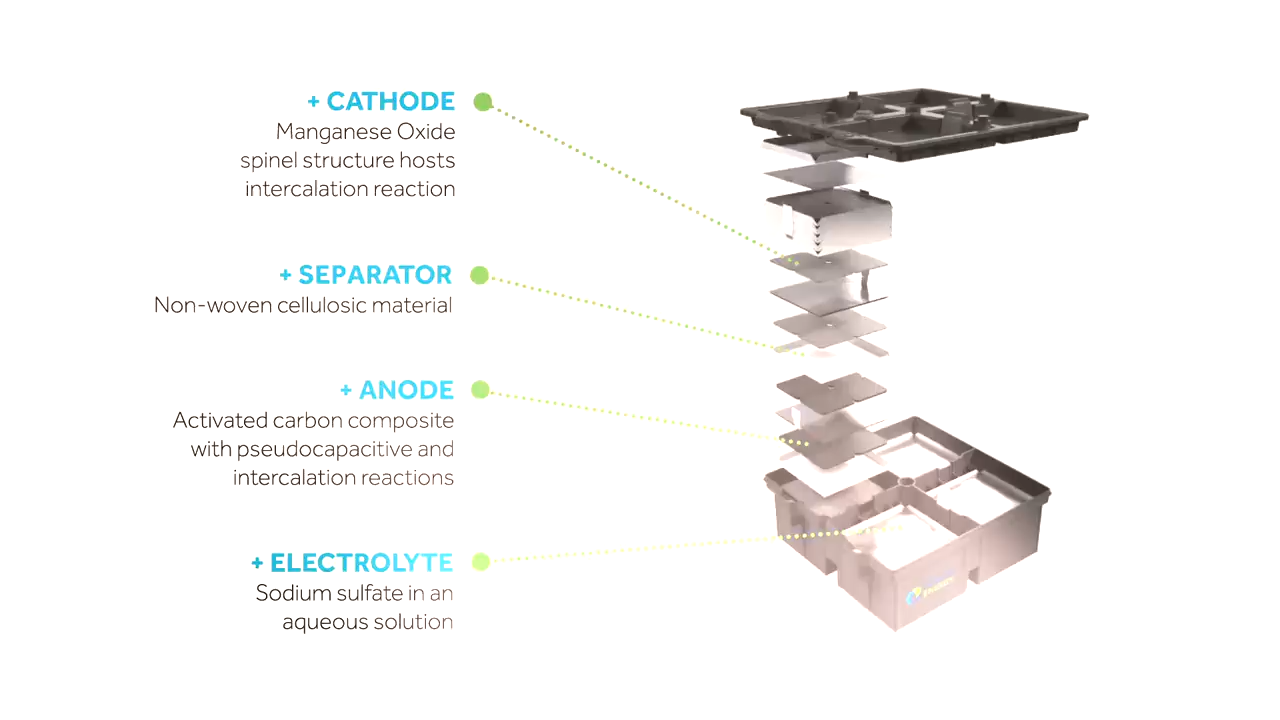 + CATHODE
Manganese Oxide
spinel structure hosts
intercalation reaction
+ SEPARATOR
Non-woven cellulosic material
+ ANODE
Activated carbon composite
with pseudocapacitive and
intercalation reactions
+ ELECTROLYTE
Sodium sulfate in an
aqueous solution